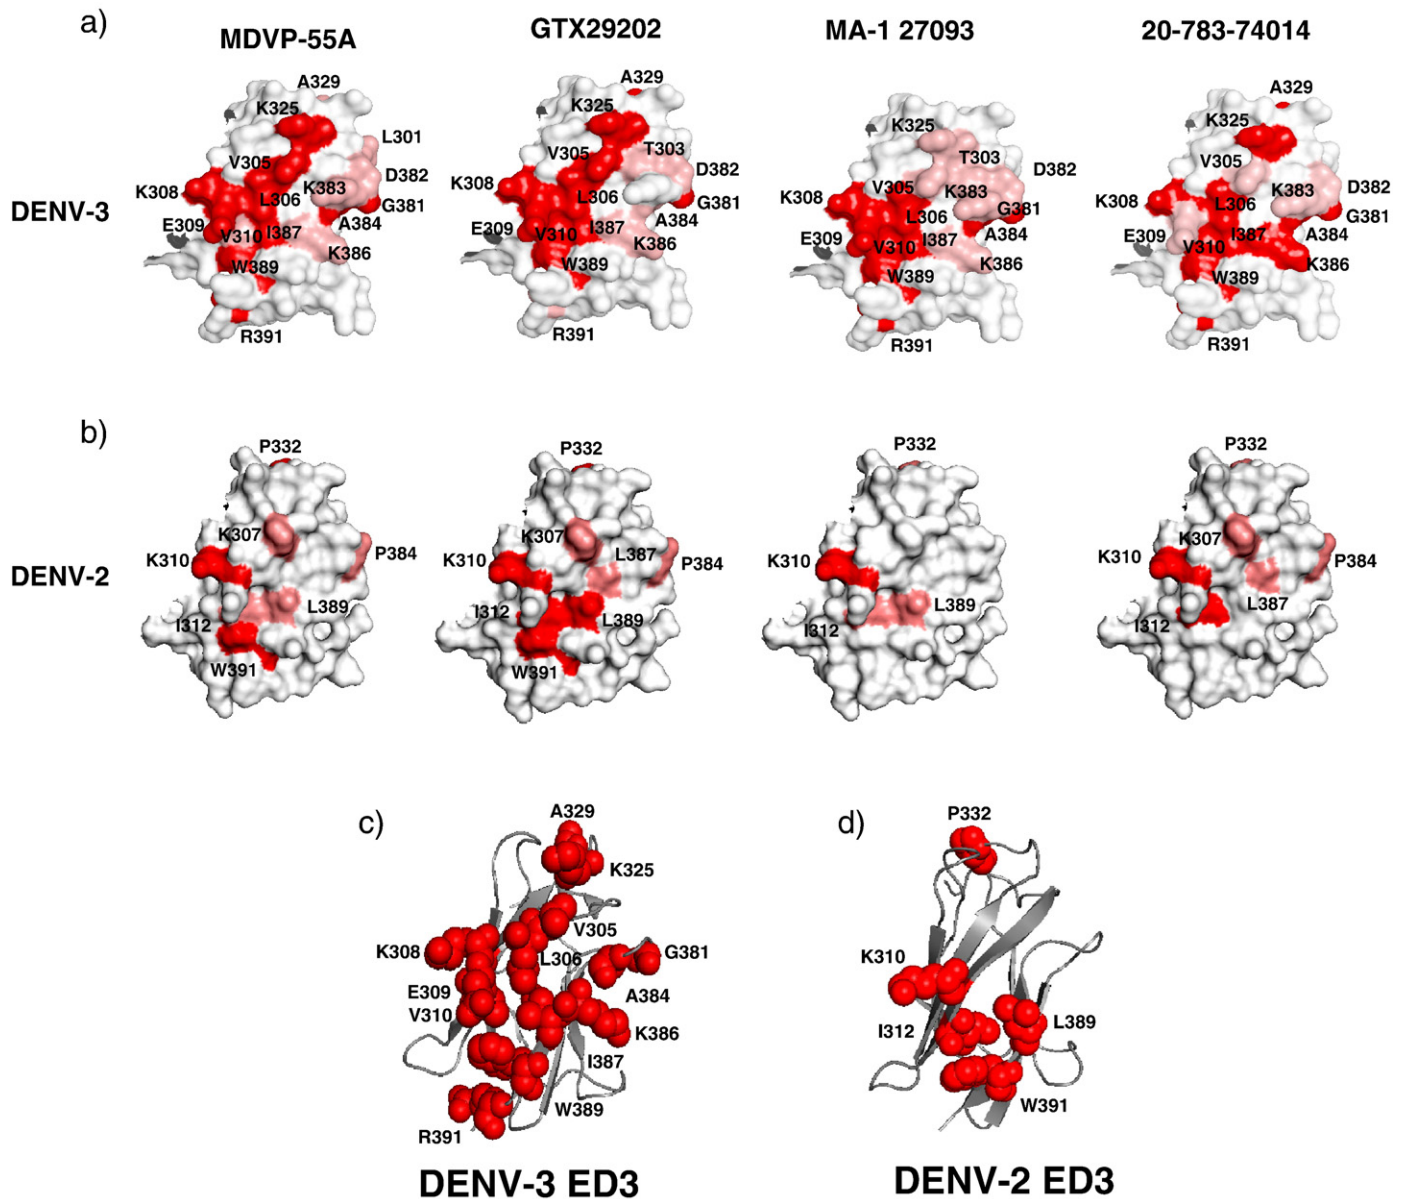 a)
MDVP-55A
GTX29202
MA-1 27093
20-783-74014
DENV-3
A329
K325
L301
V305
D382
K308
K383
L306
G381
A384
E309
V310
I387
K386
W389
R391
A329
K325
T303
V305
D382
K308
L306
G381
A384
E309
V310
I387
K386
W389
R391
K325
T303
D382
V305
K383
K308
L306
G381
A384
E309
V310
I387
K386
W389
R391
A329
K325
V305
K383
D382
K308
L306
G381
A384
E309
V310
I387
K386
W389
R391
b)
DENV-2
P332
K307
K310
P384
L389
I312
W391
P332
K307
L387
K310
P384
I312
L389
W391
P332
K310
L389
I312
P332
K307
K310
P384
L387
I312
c)
A329
K325
V305
K308
L306
G381
E309
A384
V310
K386
I387
W389
R391
DENV-3 ED3
d)
P332
K310
I312
L389
W391
DENV-2 ED3